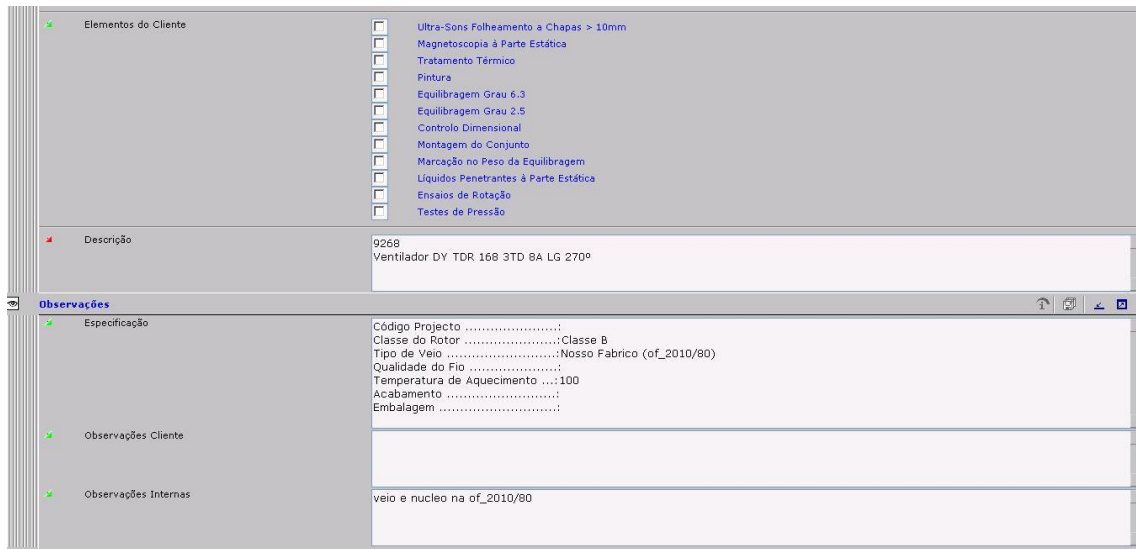 Elementos do Cliente
Ultra-Sons Folheamento a Chapas > 10mm
Magnetoscopia á Parte Estática
Tratamento Térmico
Pintura
Equilibragem Grau 6.3
Equilibragem Grau 2.5
Controlo Dimensional
Montagem do Conjunto
Marcação no Peso da Equilibragem
Líquidos Penetrantes á Parte Estática
Ensaios de Rotação
Testes de Pressão
Descrição
9268
Ventilador DY TDR 168 3TD 8A LG 270º
Observações
Especificação
Código Projecto ......................:
Classe do Rotor ......................:Classe B
Tipo de Veio ..........................:Nosso Fabrico (of_2010/80)
Qualidade do Fio .....................:
Temperatura de Aquecimento ...:100
Acabamento ..........................:
Embalagem ............................:
Observações Cliente
Observações Internas
veio e nucleo na of_2010/80